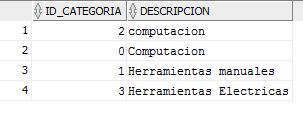 ID_CATEGORIA DESCRIPCION
1 2 computacion
2 0 Computacion
3 1 Herramientas manuales
4 3 Herramientas Electricas